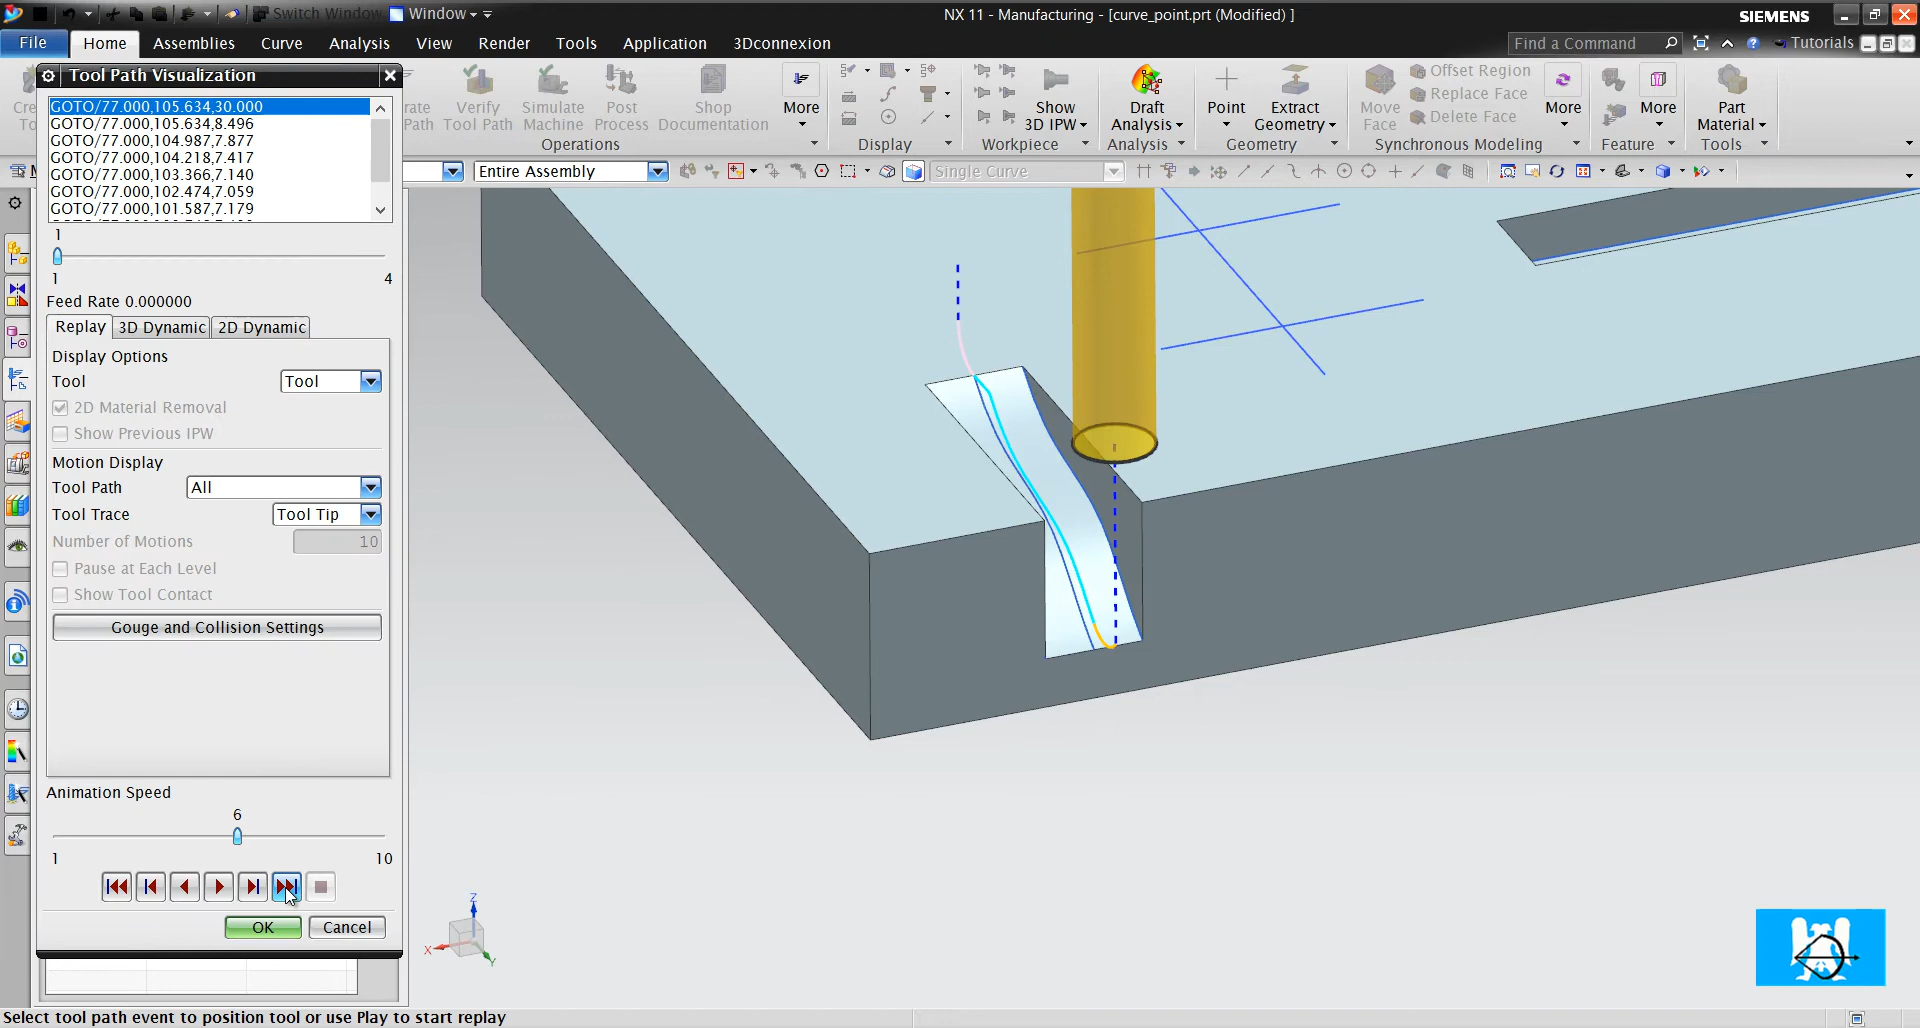 Switch Window Window
NX 11 - Manufacturing - [curve_point.prt (Modified) ]
SIEMENS
File Home Assemblies Curve Analysis View Render Tools Application 3Dconnexion
Find a Command
Tutorials
Tool Path Visualization
GOTO/77.000,105.634,30.000
GOTO/77.000,105.634,8.496
GOTO/77.000,104.987,7.877
GOTO/77.000,104.218,7.417
GOTO/77.000,103.366,7.140
GOTO/77.000,102.474,7.059
GOTO/77.000,101.587,7.179
1
1 4
Feed Rate 0.000000
Replay 3D Dynamic 2D Dynamic
Display Options
Tool Tool
2D Material Removal
Show Previous IPW
Motion Display
Tool Path All
Tool Trace Tool Tip
Number of Motions 10
Pause at Each Level
Show Tool Contact
Gouge and Collision Settings
Animation Speed
6
1 10
OK Cancel
Verify Tool Path
Simulate Machine
Post Process
Shop Documentation
More
Operations
Display
Show 3D IPW
Workpiece
Draft Analysis
Analysis
Point
Extract Geometry
Geometry
Move Face
Offset Region
Replace Face
Delete Face
More
Synchronous Modeling
More
Feature
Part Material
Tools
Entire Assembly
Single Curve
Z
X
Y
Select tool path event to position tool or use Play to start replay